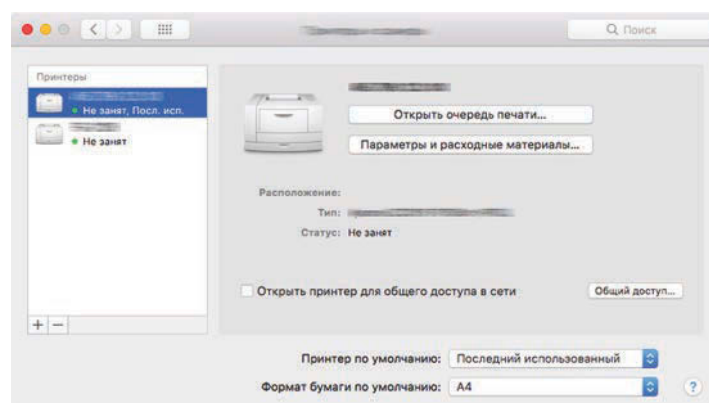 Поиск
Принтеры
Не занят, Посл. исп.
Не занят
Открыть очередь печати...
Параметры и расходные материалы...
Расположение:
Тип:
Статус: Не занят
Открыть принтер для общего доступа в сети
Общий доступ...
+ −
Принтер по умолчанию: Последний использованный
Формат бумаги по умолчанию: A4
?